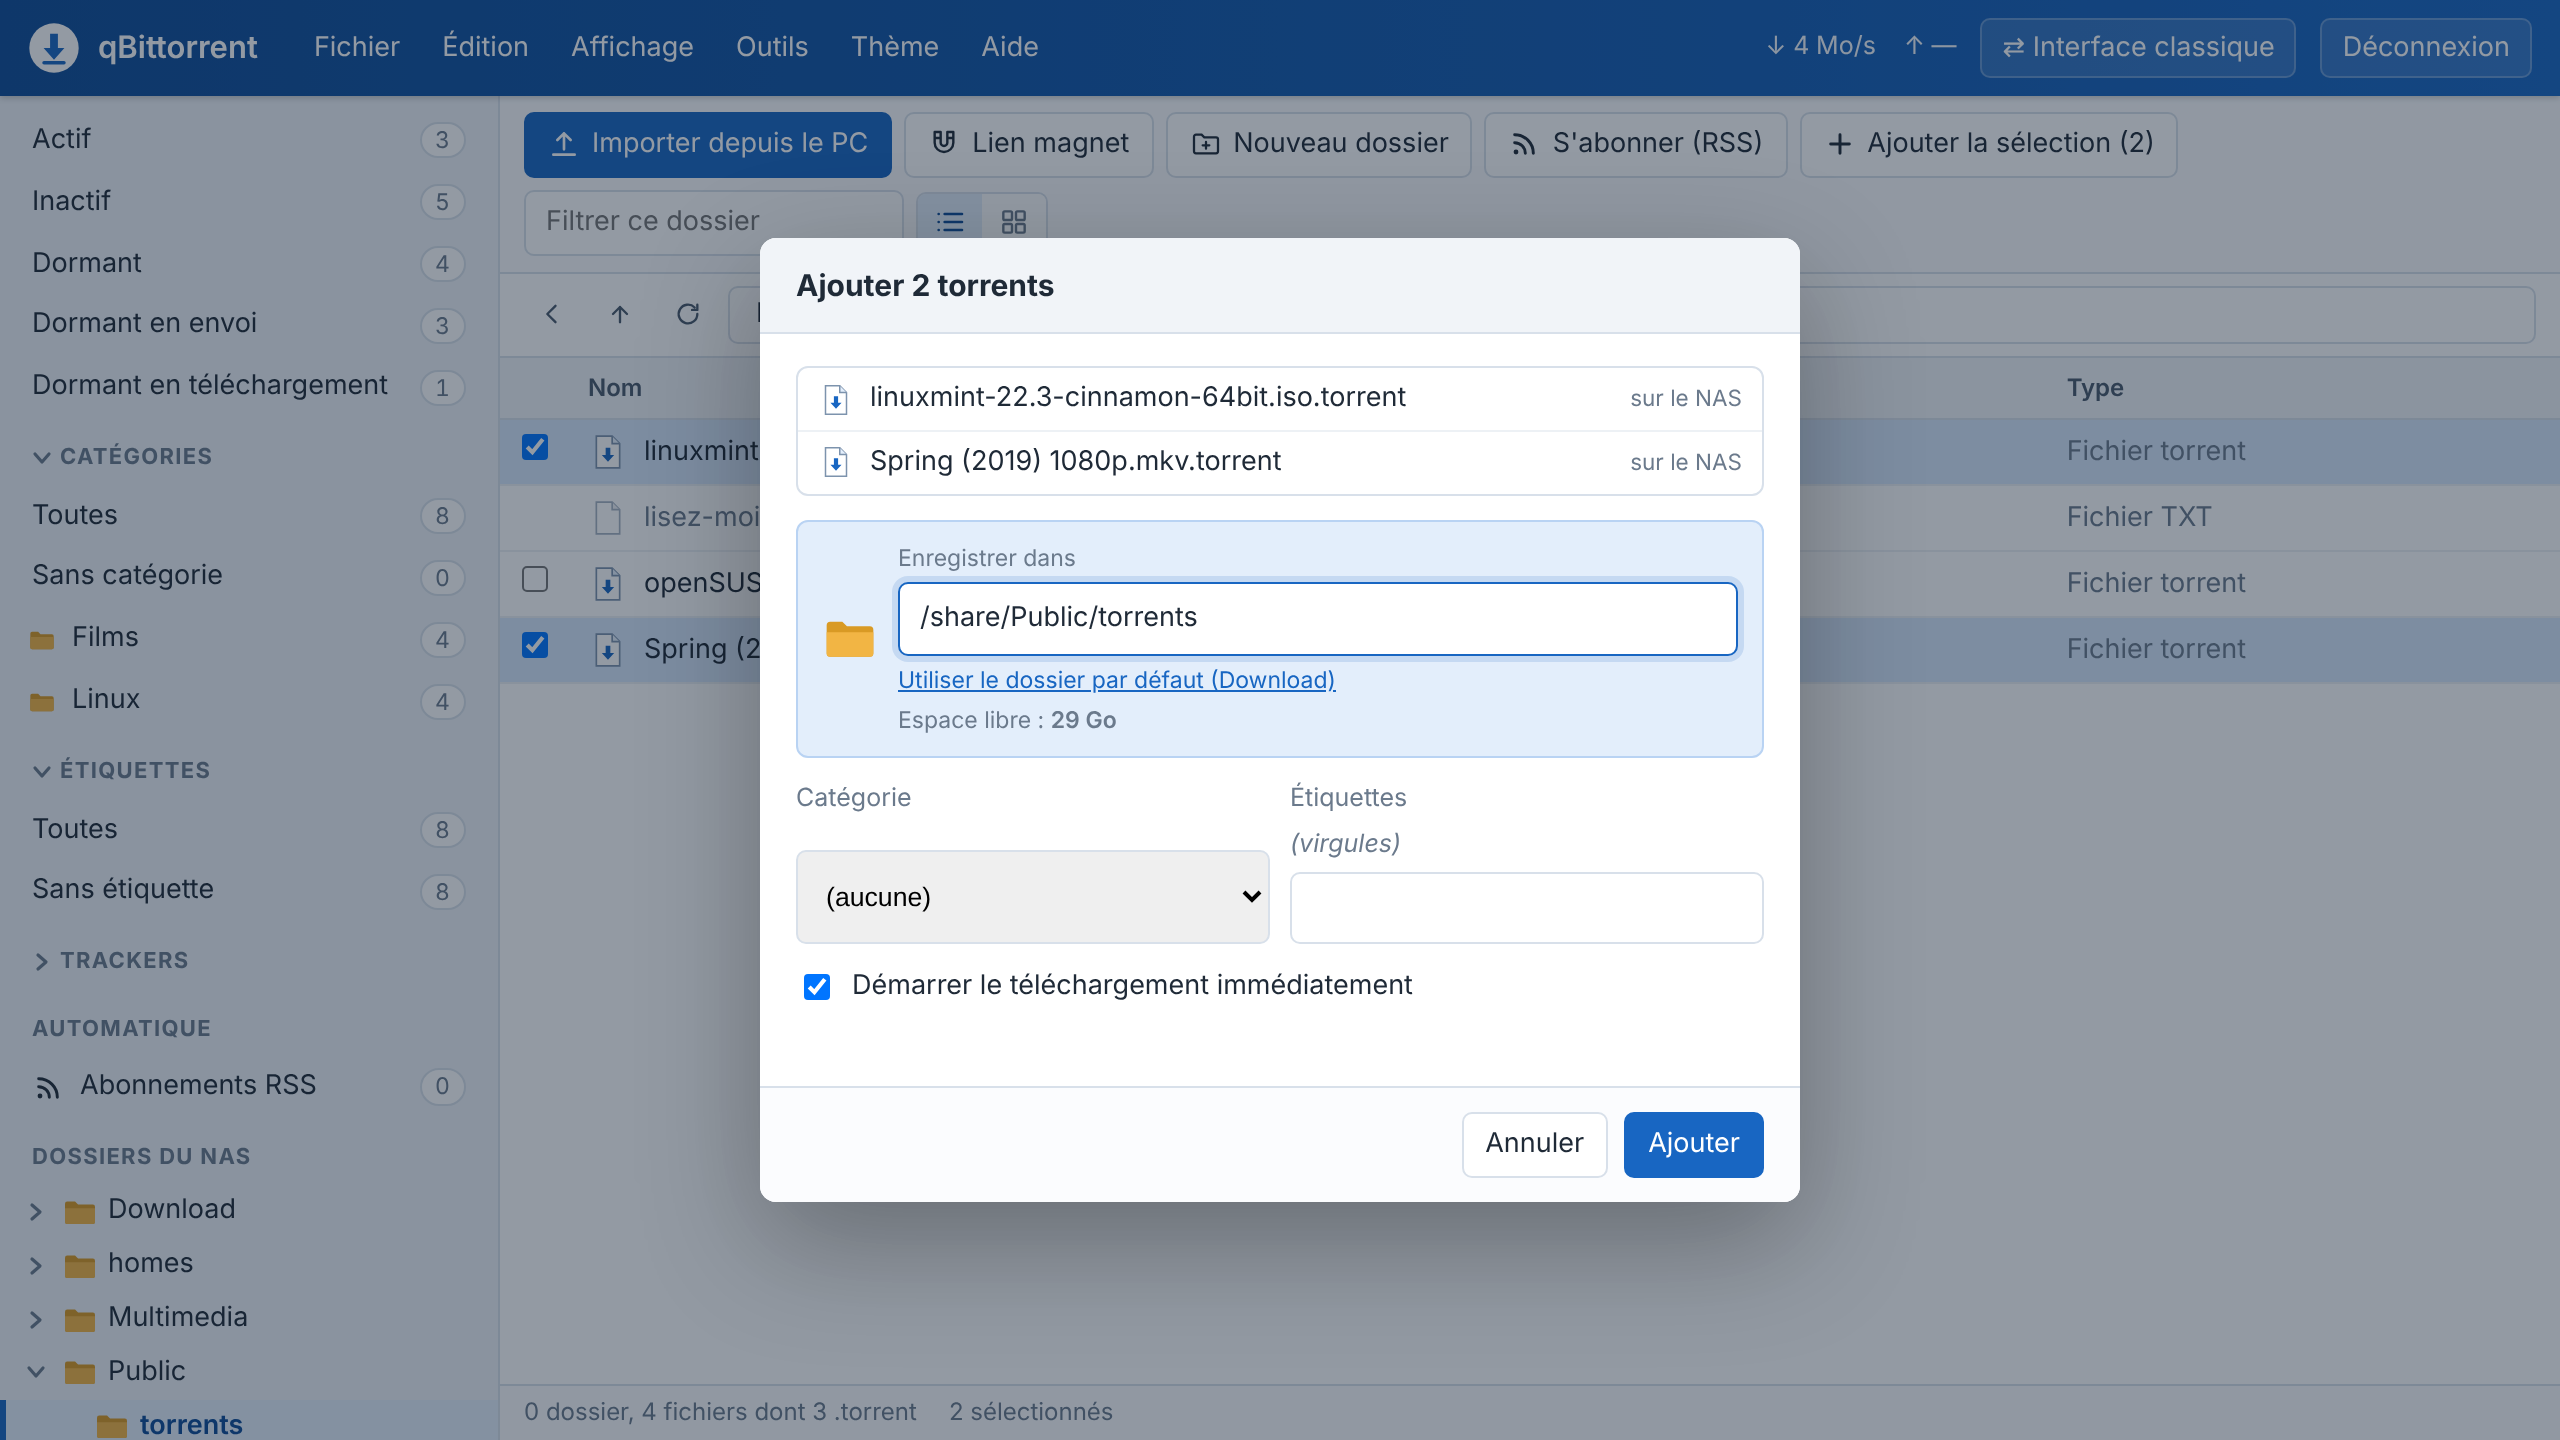 qBittorrent Fichier Édition Affichage Outils Thème Aide ↓ 4 Mo/s ↑ — ⇄ Interface classique Déconnexion
Actif 3
Inactif 5
Dormant 4
Dormant en envoi 3
Dormant en téléchargement 1
CATÉGORIES
Toutes 8
Sans catégorie 0
Films 4
Linux 4
ÉTIQUETTES
Toutes 8
Sans étiquette 8
TRACKERS
AUTOMATIQUE
Abonnements RSS 0
DOSSIERS DU NAS
Download
homes
Multimedia
Public
torrents
Importer depuis le PC Lien magnet Nouveau dossier S'abonner (RSS) + Ajouter la sélection (2)
Filtrer ce dossier
Nom Type
linuxmint Fichier torrent
lisez-moi Fichier TXT
openSUS Fichier torrent
Spring (2 Fichier torrent
Ajouter 2 torrents
linuxmint-22.3-cinnamon-64bit.iso.torrent sur le NAS
Spring (2019) 1080p.mkv.torrent sur le NAS
Enregistrer dans
/share/Public/torrents
Utiliser le dossier par défaut (Download)
Espace libre : 29 Go
Catégorie
(aucune)
Étiquettes
(virgules)
Démarrer le téléchargement immédiatement
Annuler Ajouter
0 dossier, 4 fichiers dont 3 .torrent 2 sélectionnés